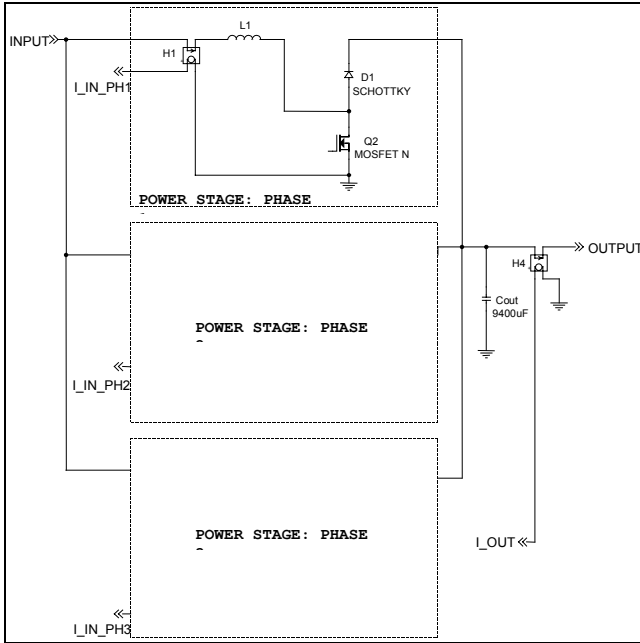 L1
INPUT
H1
I_IN_PH1
D1
SCHOTTKY
Q2
MOSFET N
POWER STAGE: PHASE
OUTPUT
H4
Cout
9400uF
POWER STAGE: PHASE
I_IN_PH2
POWER STAGE: PHASE
I_OUT
I_IN_PH3